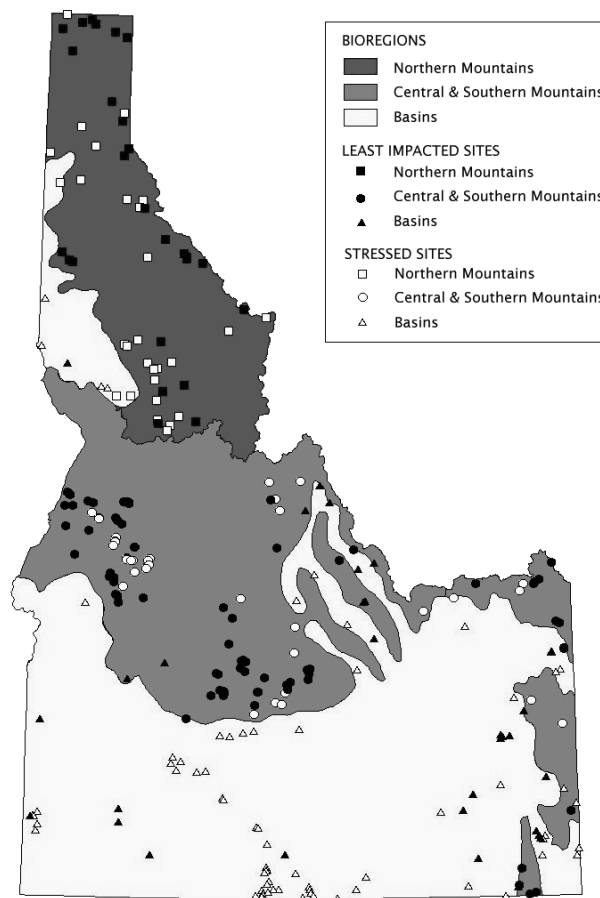 BIOREGIONS
Northern Mountains
Central & Southern Mountains
Basins
LEAST IMPACTED SITES
Northern Mountains
Central & Southern Mountains
Basins
STRESSED SITES
Northern Mountains
Central & Southern Mountains
Basins